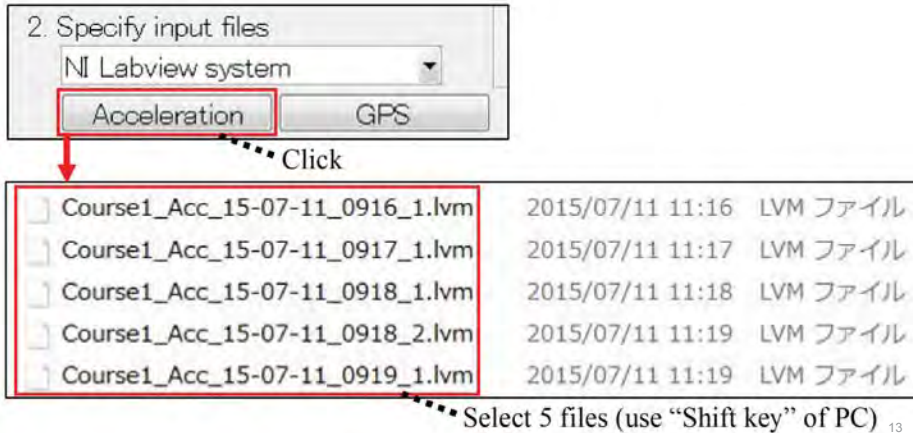 2. Specify input files
NI Labview system
Acceleration GPS
Click
Course1_Acc_15-07-11_0916_1.lvm 2015/07/11 11:16 LVM ファイル
Course1_Acc_15-07-11_0917_1.lvm 2015/07/11 11:17 LVM ファイル
Course1_Acc_15-07-11_0918_1.lvm 2015/07/11 11:18 LVM ファイル
Course1_Acc_15-07-11_0918_2.lvm 2015/07/11 11:19 LVM ファイル
Course1_Acc_15-07-11_0919_1.lvm 2015/07/11 11:19 LVM ファイル
Select 5 files (use “Shift key” of PC) 13